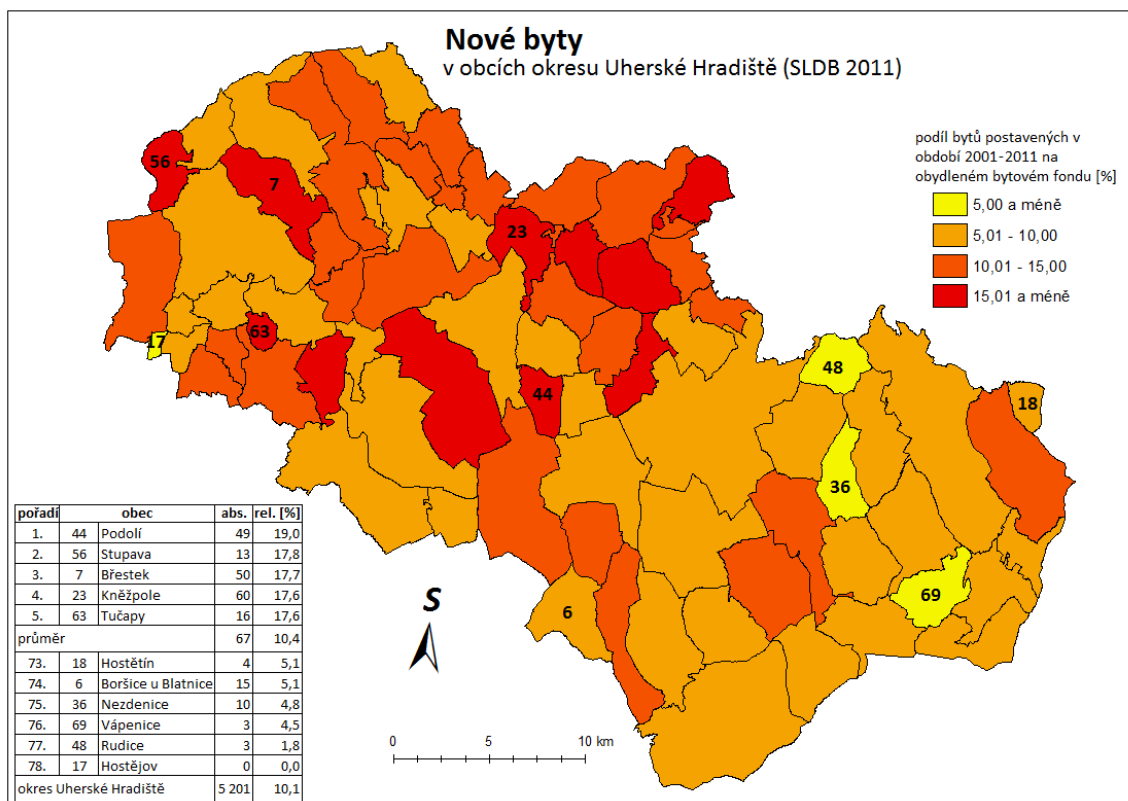 Nové byty
v obcích okresu Uherské Hradiště (SLDB 2011)
podíl bytů postavených v
období 2001-2011 na
obydleném bytovém fondu [%]
5,00 a méně
5,01 - 10,00
10,01 - 15,00
15,01 a méně
56
7
23
17
63
48
44
18
36
69
6
pořadí obec abs. rel. [%]
1. 44 Podolí 49 19,0
2. 56 Stupava 13 17,8
3. 7 Břestek 50 17,7
4. 23 Kněžpole 60 17,6
5. 63 Tučapy 16 17,6
průměr 67 10,4
73. 18 Hostětín 4 5,1
74. 6 Boršice u Blatnice 15 5,1
75. 36 Nezdenice 10 4,8
76. 69 Vápenice 3 4,5
77. 48 Rudice 3 1,8
78. 17 Hostějov 0 0,0
okres Uherské Hradiště 5 201 10,1
S
0 5 10 km